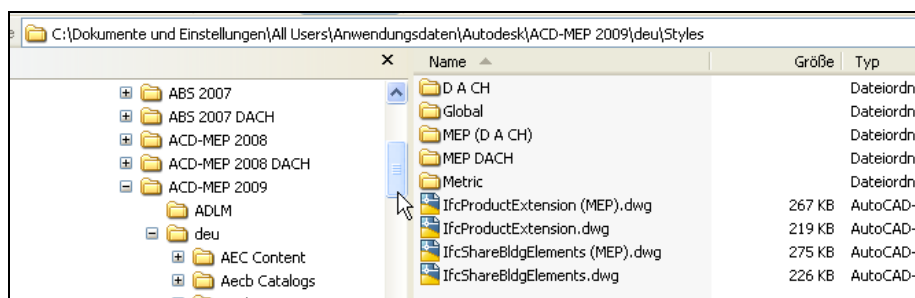 C:\Dokumente und Einstellungen\All Users\Anwendungsdaten\Autodesk\ACD-MEP 2009\deu\Styles
ABS 2007
ABS 2007 DACH
ACD-MEP 2008
ACD-MEP 2008 DACH
ACD-MEP 2009
ADLM
deu
AEC Content
Aecb Catalogs
Name Größe Typ
D A CH Dateiordn
Global Dateiordn
MEP (D A CH) Dateiordn
MEP DACH Dateiordn
Metric Dateiordn
IfcProductExtension (MEP).dwg 267 KB AutoCAD-
IfcProductExtension.dwg 219 KB AutoCAD-
IfcShareBldgElements (MEP).dwg 275 KB AutoCAD-
IfcShareBldgElements.dwg 226 KB AutoCAD-